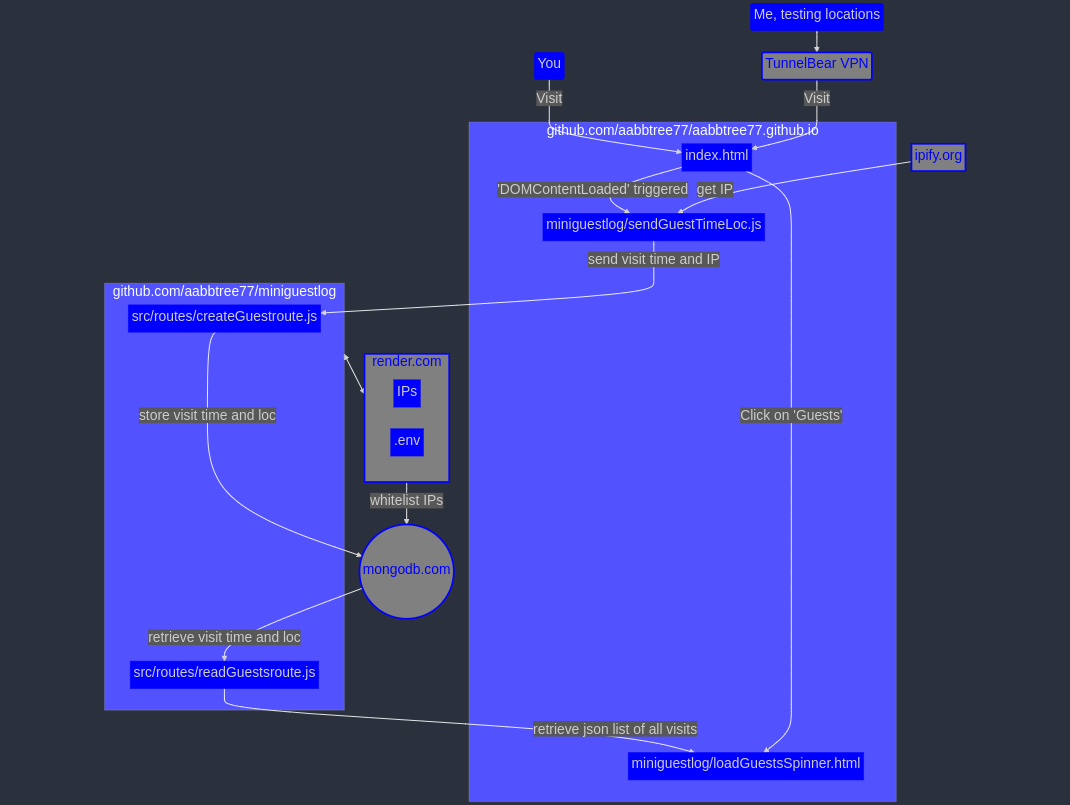 Me, testing locations
You
TunnelBear VPN
Visit
Visit
github.com/aabbtree77/aabbtree77.github.io
index.html
ipify.org
'DOMContentLoaded' triggered
get IP
miniguestlog/sendGuestTimeLoc.js
send visit time and IP
github.com/aabbtree77/miniguestlog
src/routes/createGuestroute.js
render.com
IPs
store visit time and loc
Click on 'Guests'
.env
whitelist IPs
mongodb.com
retrieve visit time and loc
src/routes/readGuestsroute.js
retrieve json list of all visits
miniguestlog/loadGuestsSpinner.html